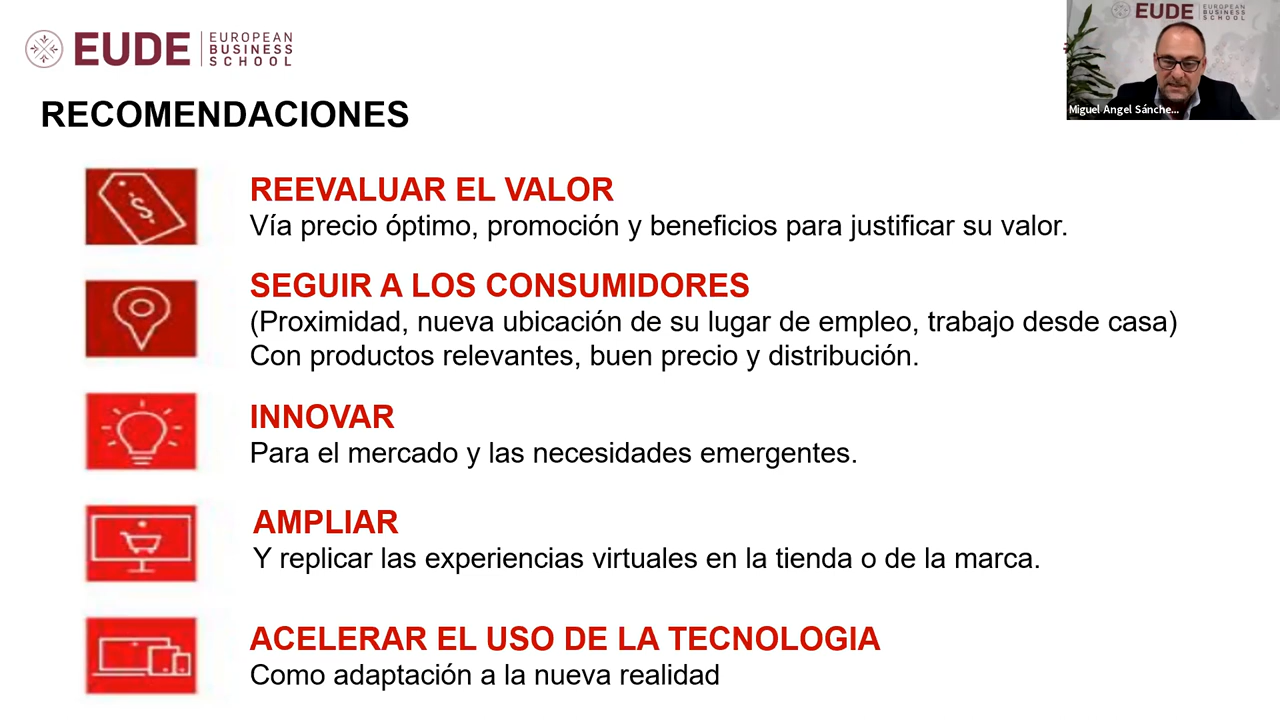 EUDE
EUROPEAN
BUSINESS
SCHOOL
EUDE
EUROPEAN
BUSINESS
SCHOOL
Miguel Angel Sánche...
RECOMENDACIONES
REEVALUAR EL VALOR
Vía precio óptimo, promoción y beneficios para justificar su valor.
SEGUIR A LOS CONSUMIDORES
(Proximidad, nueva ubicación de su lugar de empleo, trabajo desde casa)
Con productos relevantes, buen precio y distribución.
INNOVAR
Para el mercado y las necesidades emergentes.
AMPLIAR
Y replicar las experiencias virtuales en la tienda o de la marca.
ACELERAR EL USO DE LA TECNOLOGIA
Como adaptación a la nueva realidad